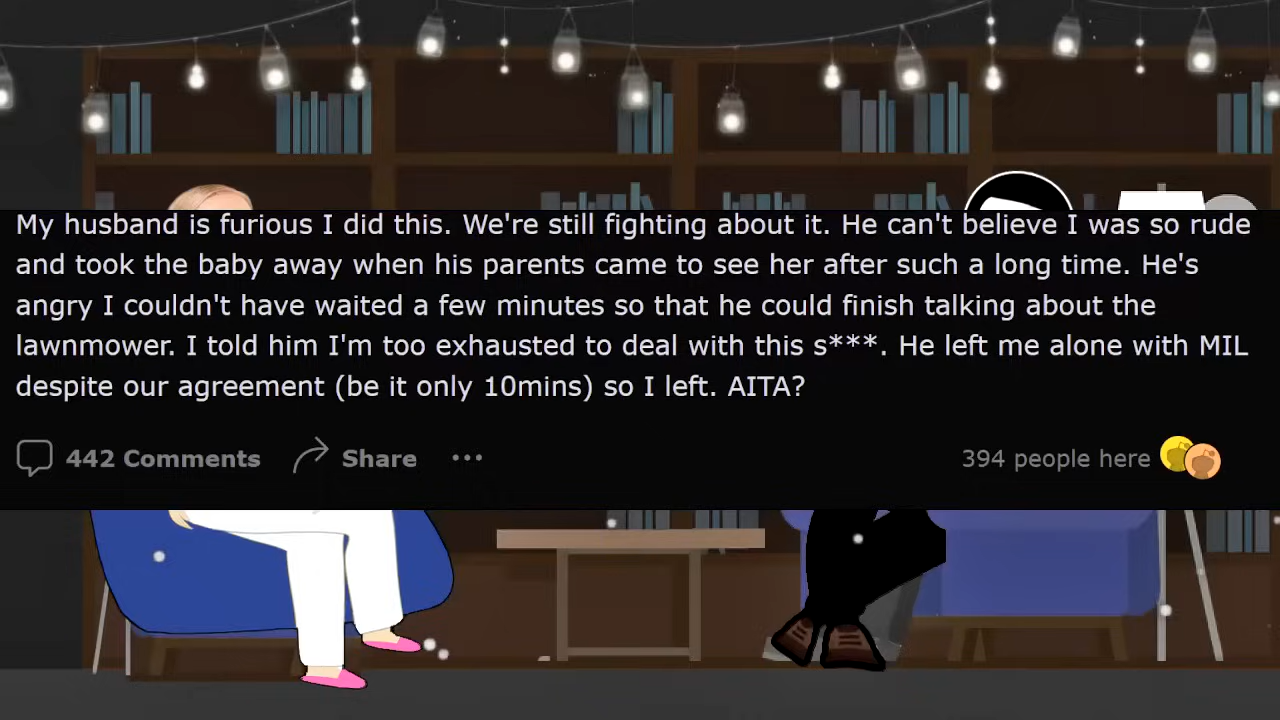 My husband is furious I did this. We're still fighting about it. He can't believe I was so rude
and took the baby away when his parents came to see her after such a long time. He's
angry I couldn't have waited a few minutes so that he could finish talking about the
lawnmower. I told him I'm too exhausted to deal with this s***. He left me alone with MIL
despite our agreement (be it only 10mins) so I left. AITA?
442 Comments Share ••• 394 people here